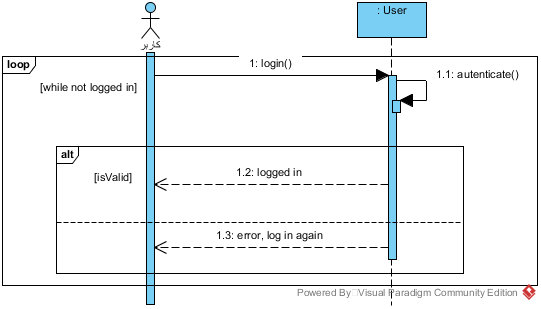 : User
کاربر
loop
1: login()
1.1: autenticate()
[while not logged in]
alt
[isValid]
1.2: logged in
1.3: error, log in again
Powered By Visual Paradigm Community Edition